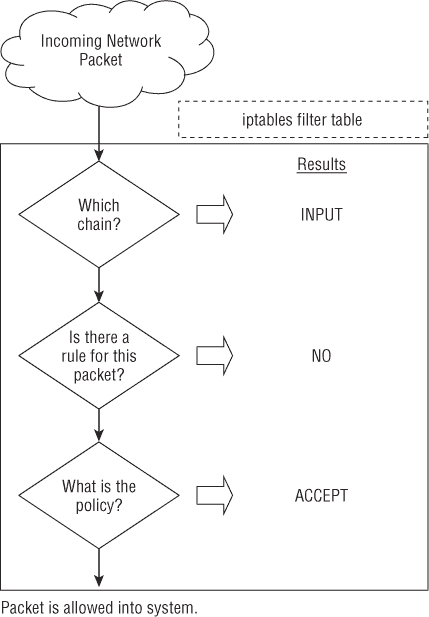 Incoming Network
Packet
iptables filter table
Results
Which
chain?
INPUT
Is there a
rule for this
packet?
NO
What is the
policy?
ACCEPT
Packet is allowed into system.